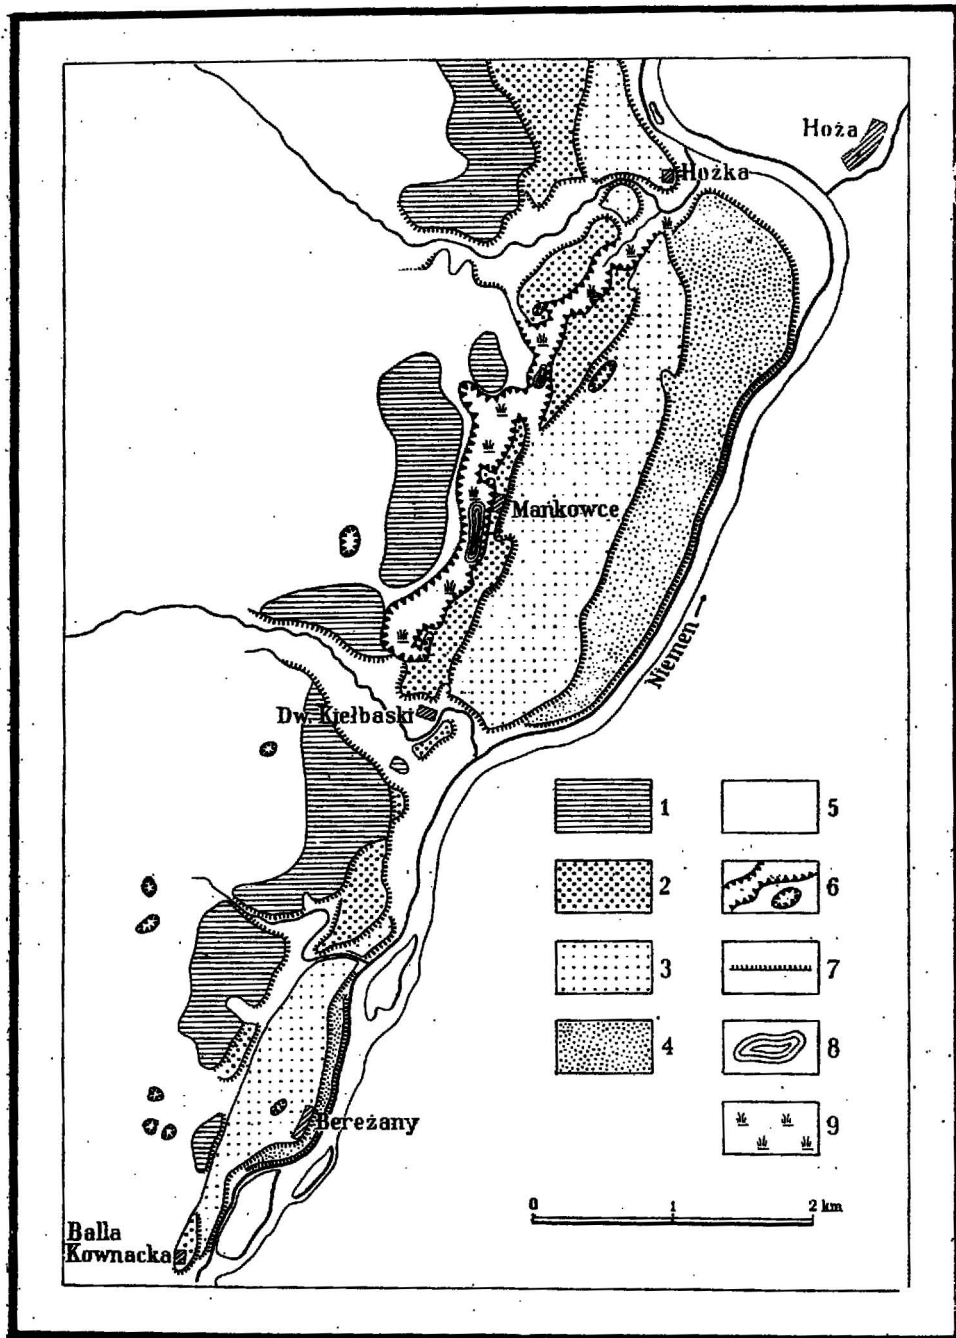 Hoża
Hożka
Mańkowce
Niemen →
Dw. Kiełbaski
1
2
3
4
5
6
7
8
9
Bereżany
0 1 2 km
Balla
Kownacka